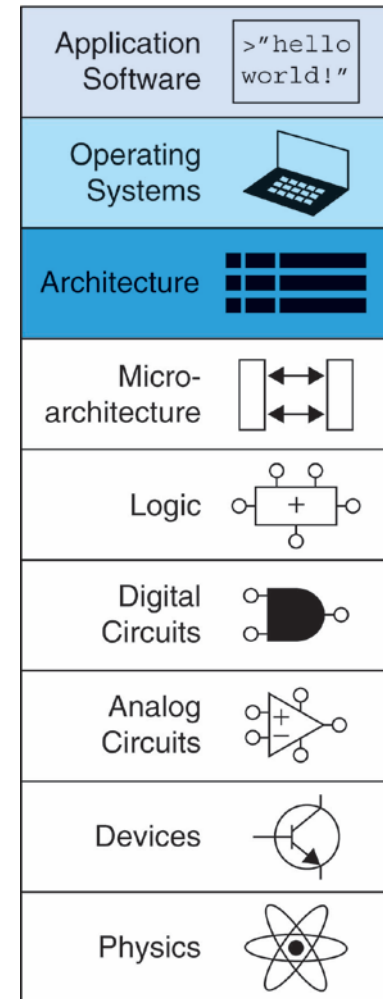 Application
Software
>"hello
world!"
Operating
Systems
Architecture
Micro-
architecture
Logic
+
Digital
Circuits
Analog
Circuits
+
−
Devices
Physics